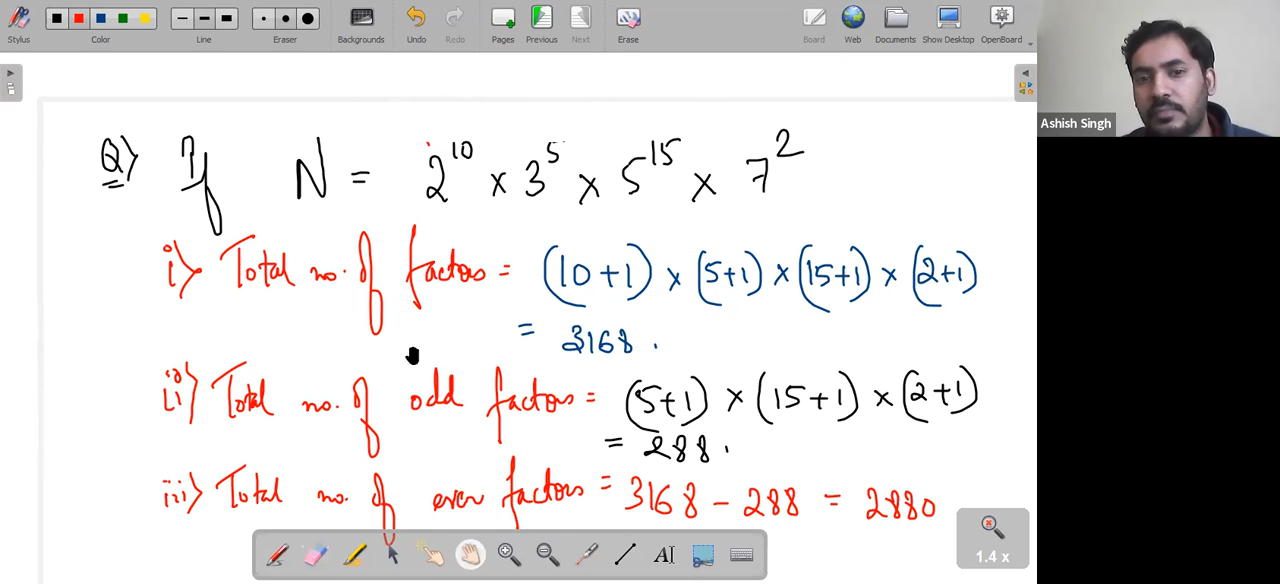 Stylus Color Line Eraser Backgrounds Undo Redo Pages Previous Next Erase Board Web Documents Show Desktop OpenBoard
Ashish Singh
Q) If N = 2^10 × 3^5 × 5^15 × 7^2
i) Total no. of factors = (10+1) × (5+1) × (15+1) × (2+1)
= 3168.
ii) Total no. of odd factors = (5+1) × (15+1) × (2+1)
= 288.
iii) Total no. of even factors = 3168 - 288 = 2880
1.4 x